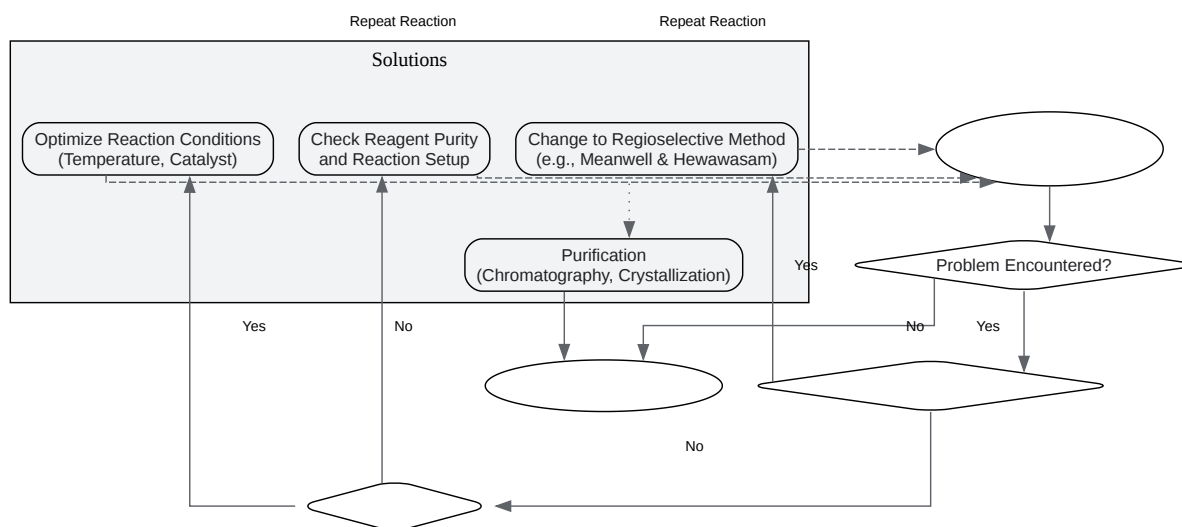 Repeat Reaction
Repeat Reaction
Solutions
Optimize Reaction Conditions
(Temperature, Catalyst)
Check Reagent Purity
and Reaction Setup
Change to Regioselective Method
(e.g., Meanwell & Hewawasam)
Purification
(Chromatography, Crystallization)
Yes
Problem Encountered?
Yes
No
No
Yes
No